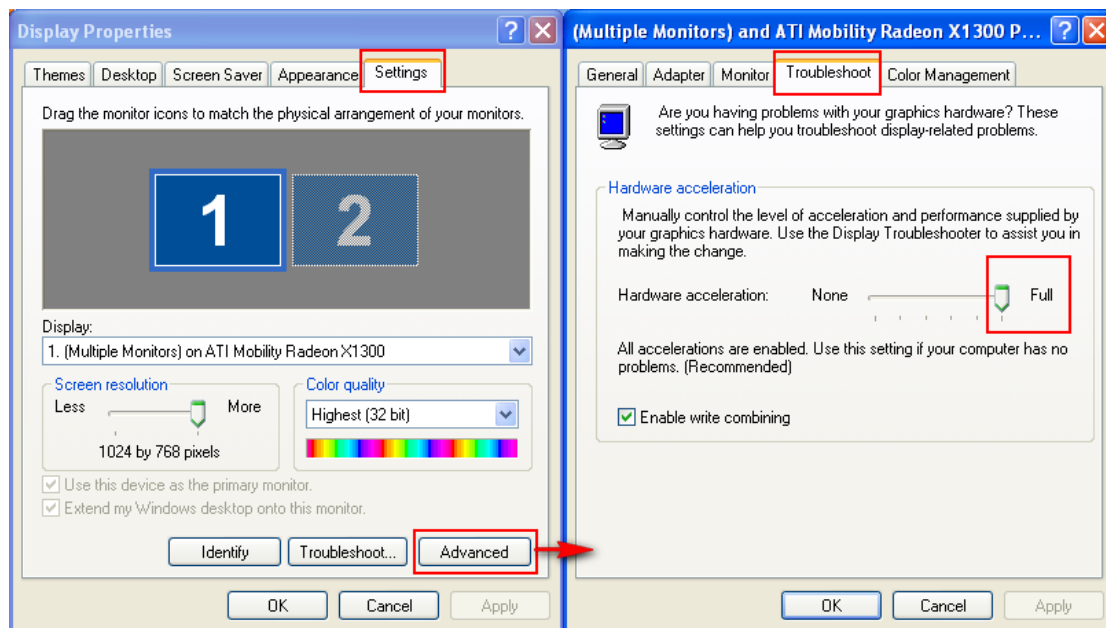 Display Properties
Themes Desktop Screen Saver Appearance Settings
Drag the monitor icons to match the physical arrangement of your monitors.
1 2
Display:
1. (Multiple Monitors) on ATI Mobility Radeon X1300
Screen resolution
Less More
1024 by 768 pixels
Color quality
Highest (32 bit)
Use this device as the primary monitor.
Extend my Windows desktop onto this monitor.
Identify Troubleshoot... Advanced
OK Cancel Apply
(Multiple Monitors) and ATI Mobility Radeon X1300 P...
General Adapter Monitor Troubleshoot Color Management
Are you having problems with your graphics hardware? These
settings can help you troubleshoot display-related problems.
Hardware acceleration
Manually control the level of acceleration and performance supplied by
your graphics hardware. Use the Display Troubleshooter to assist you in
making the change.
Hardware acceleration: None Full
All accelerations are enabled. Use this setting if your computer has no
problems. (Recommended)
Enable write combining
OK Cancel Apply